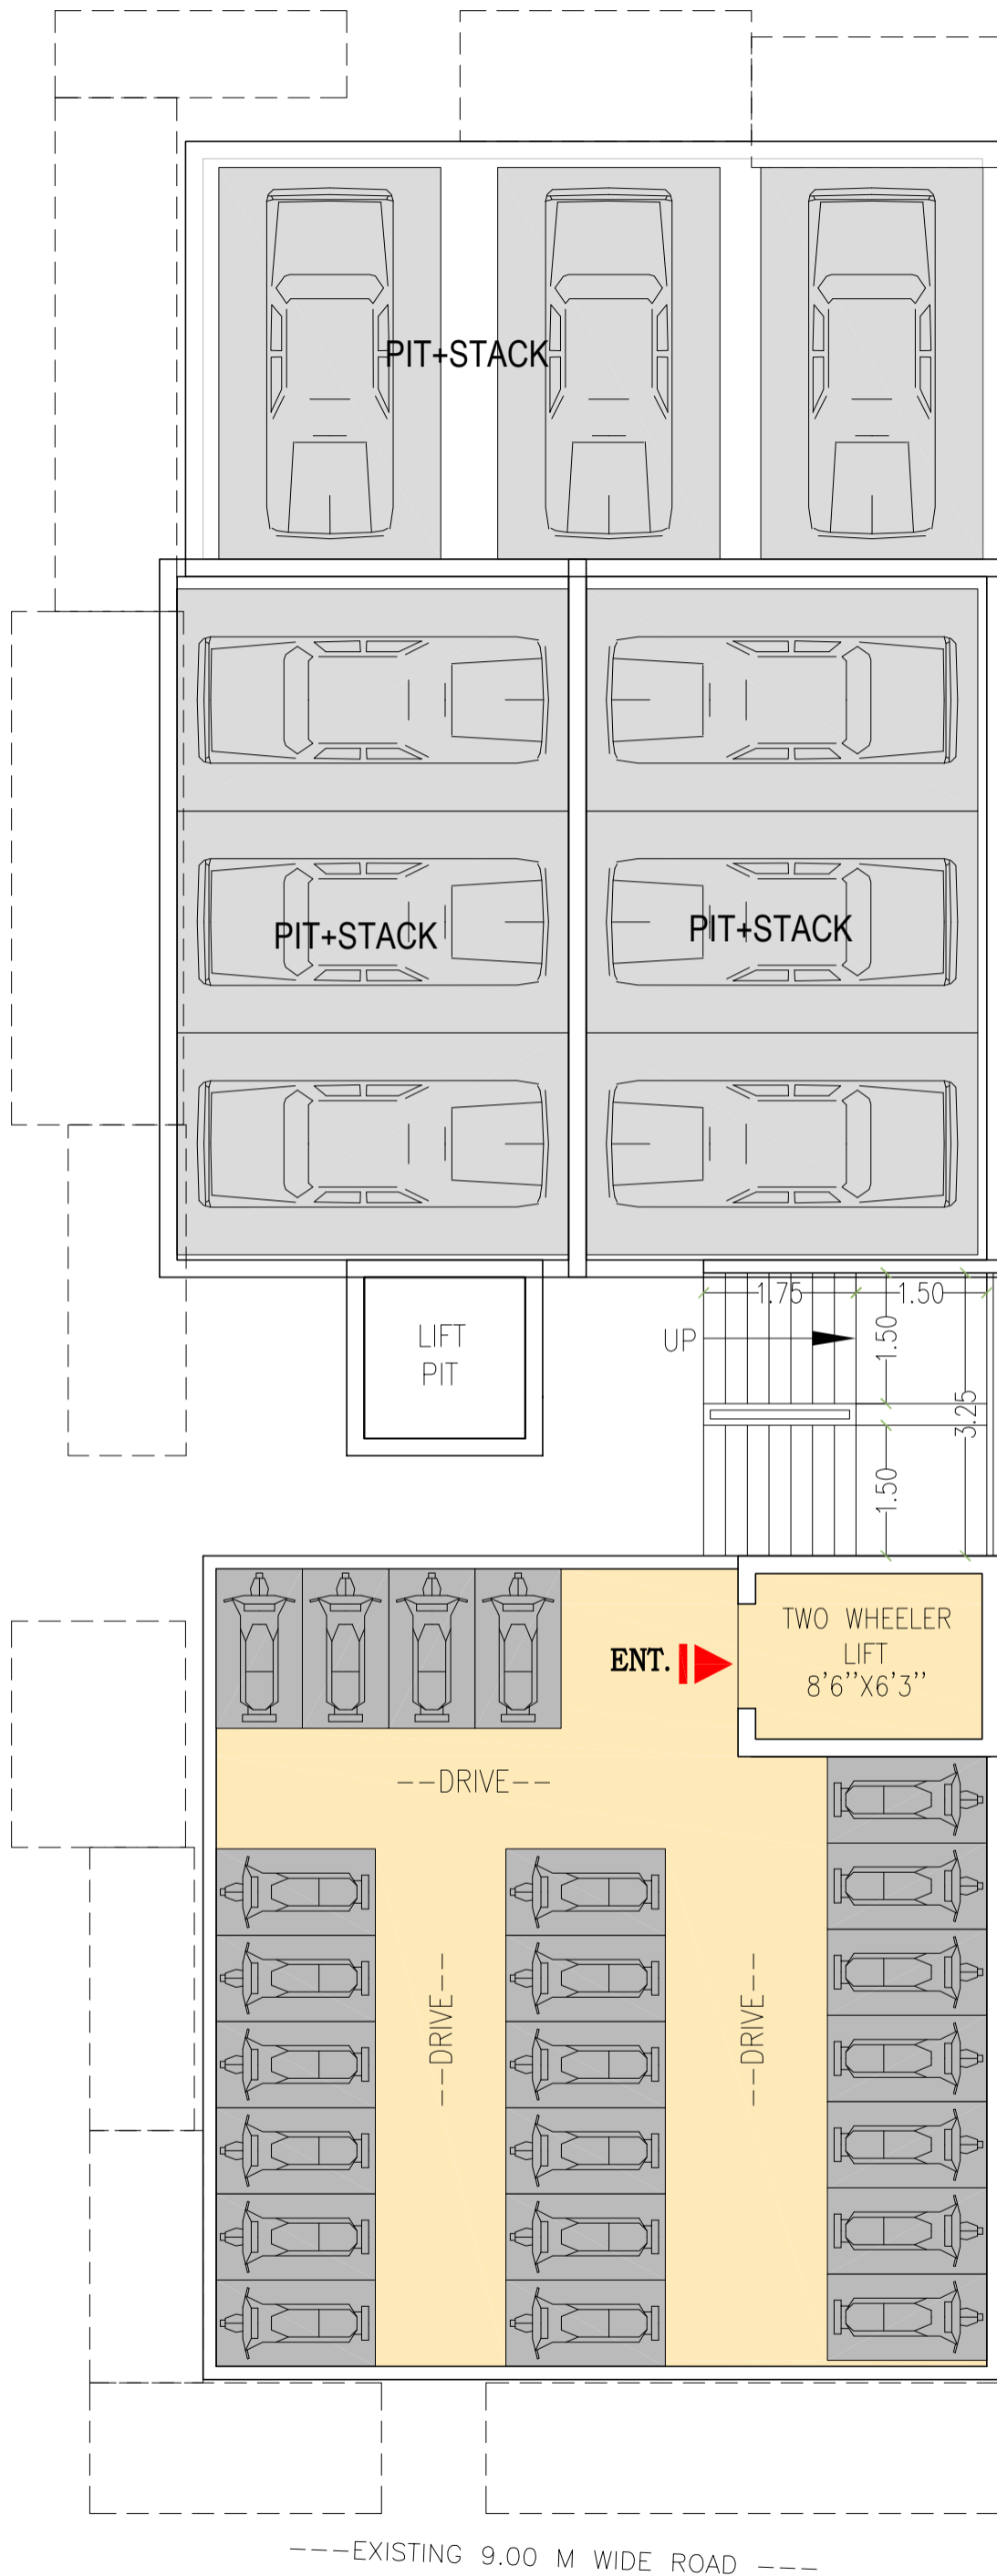 PIT+STACK
PIT+STACK
PIT+STACK
1.75
1.50
LIFT
PIT
UP
1.50
3.25
1.50
TWO WHEELER
LIFT
8'6''X6'3''
ENT.
--DRIVE--
--DRIVE--
--DRIVE--
---EXISTING 9.00 M WIDE ROAD ----